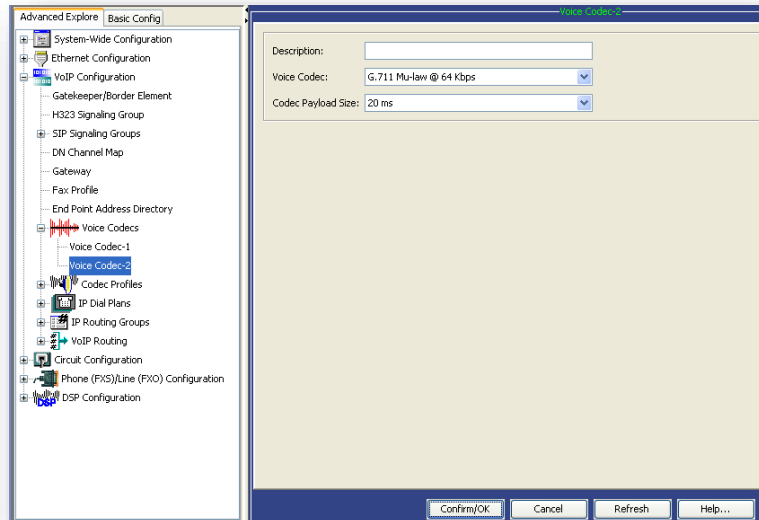 Advanced Explore
Basic Config
System-Wide Configuration
Ethernet Configuration
VoIP Configuration
Gatekeeper/Border Element
H323 Signaling Group
SIP Signaling Groups
DN Channel Map
Gateway
Fax Profile
End Point Address Directory
Voice Codecs
Voice Codec-1
Voice Codec-2
Codec Profiles
IP Dial Plans
IP Routing Groups
VoIP Routing
Circuit Configuration
Phone (FXS)/Line (FXO) Configuration
DSP
DSP Configuration
Voice Codec-2
Description:
Voice Codec: G.711 Mu-law @ 64 Kbps
Codec Payload Size: 20 ms
Confirm/OK
Cancel
Refresh
Help...